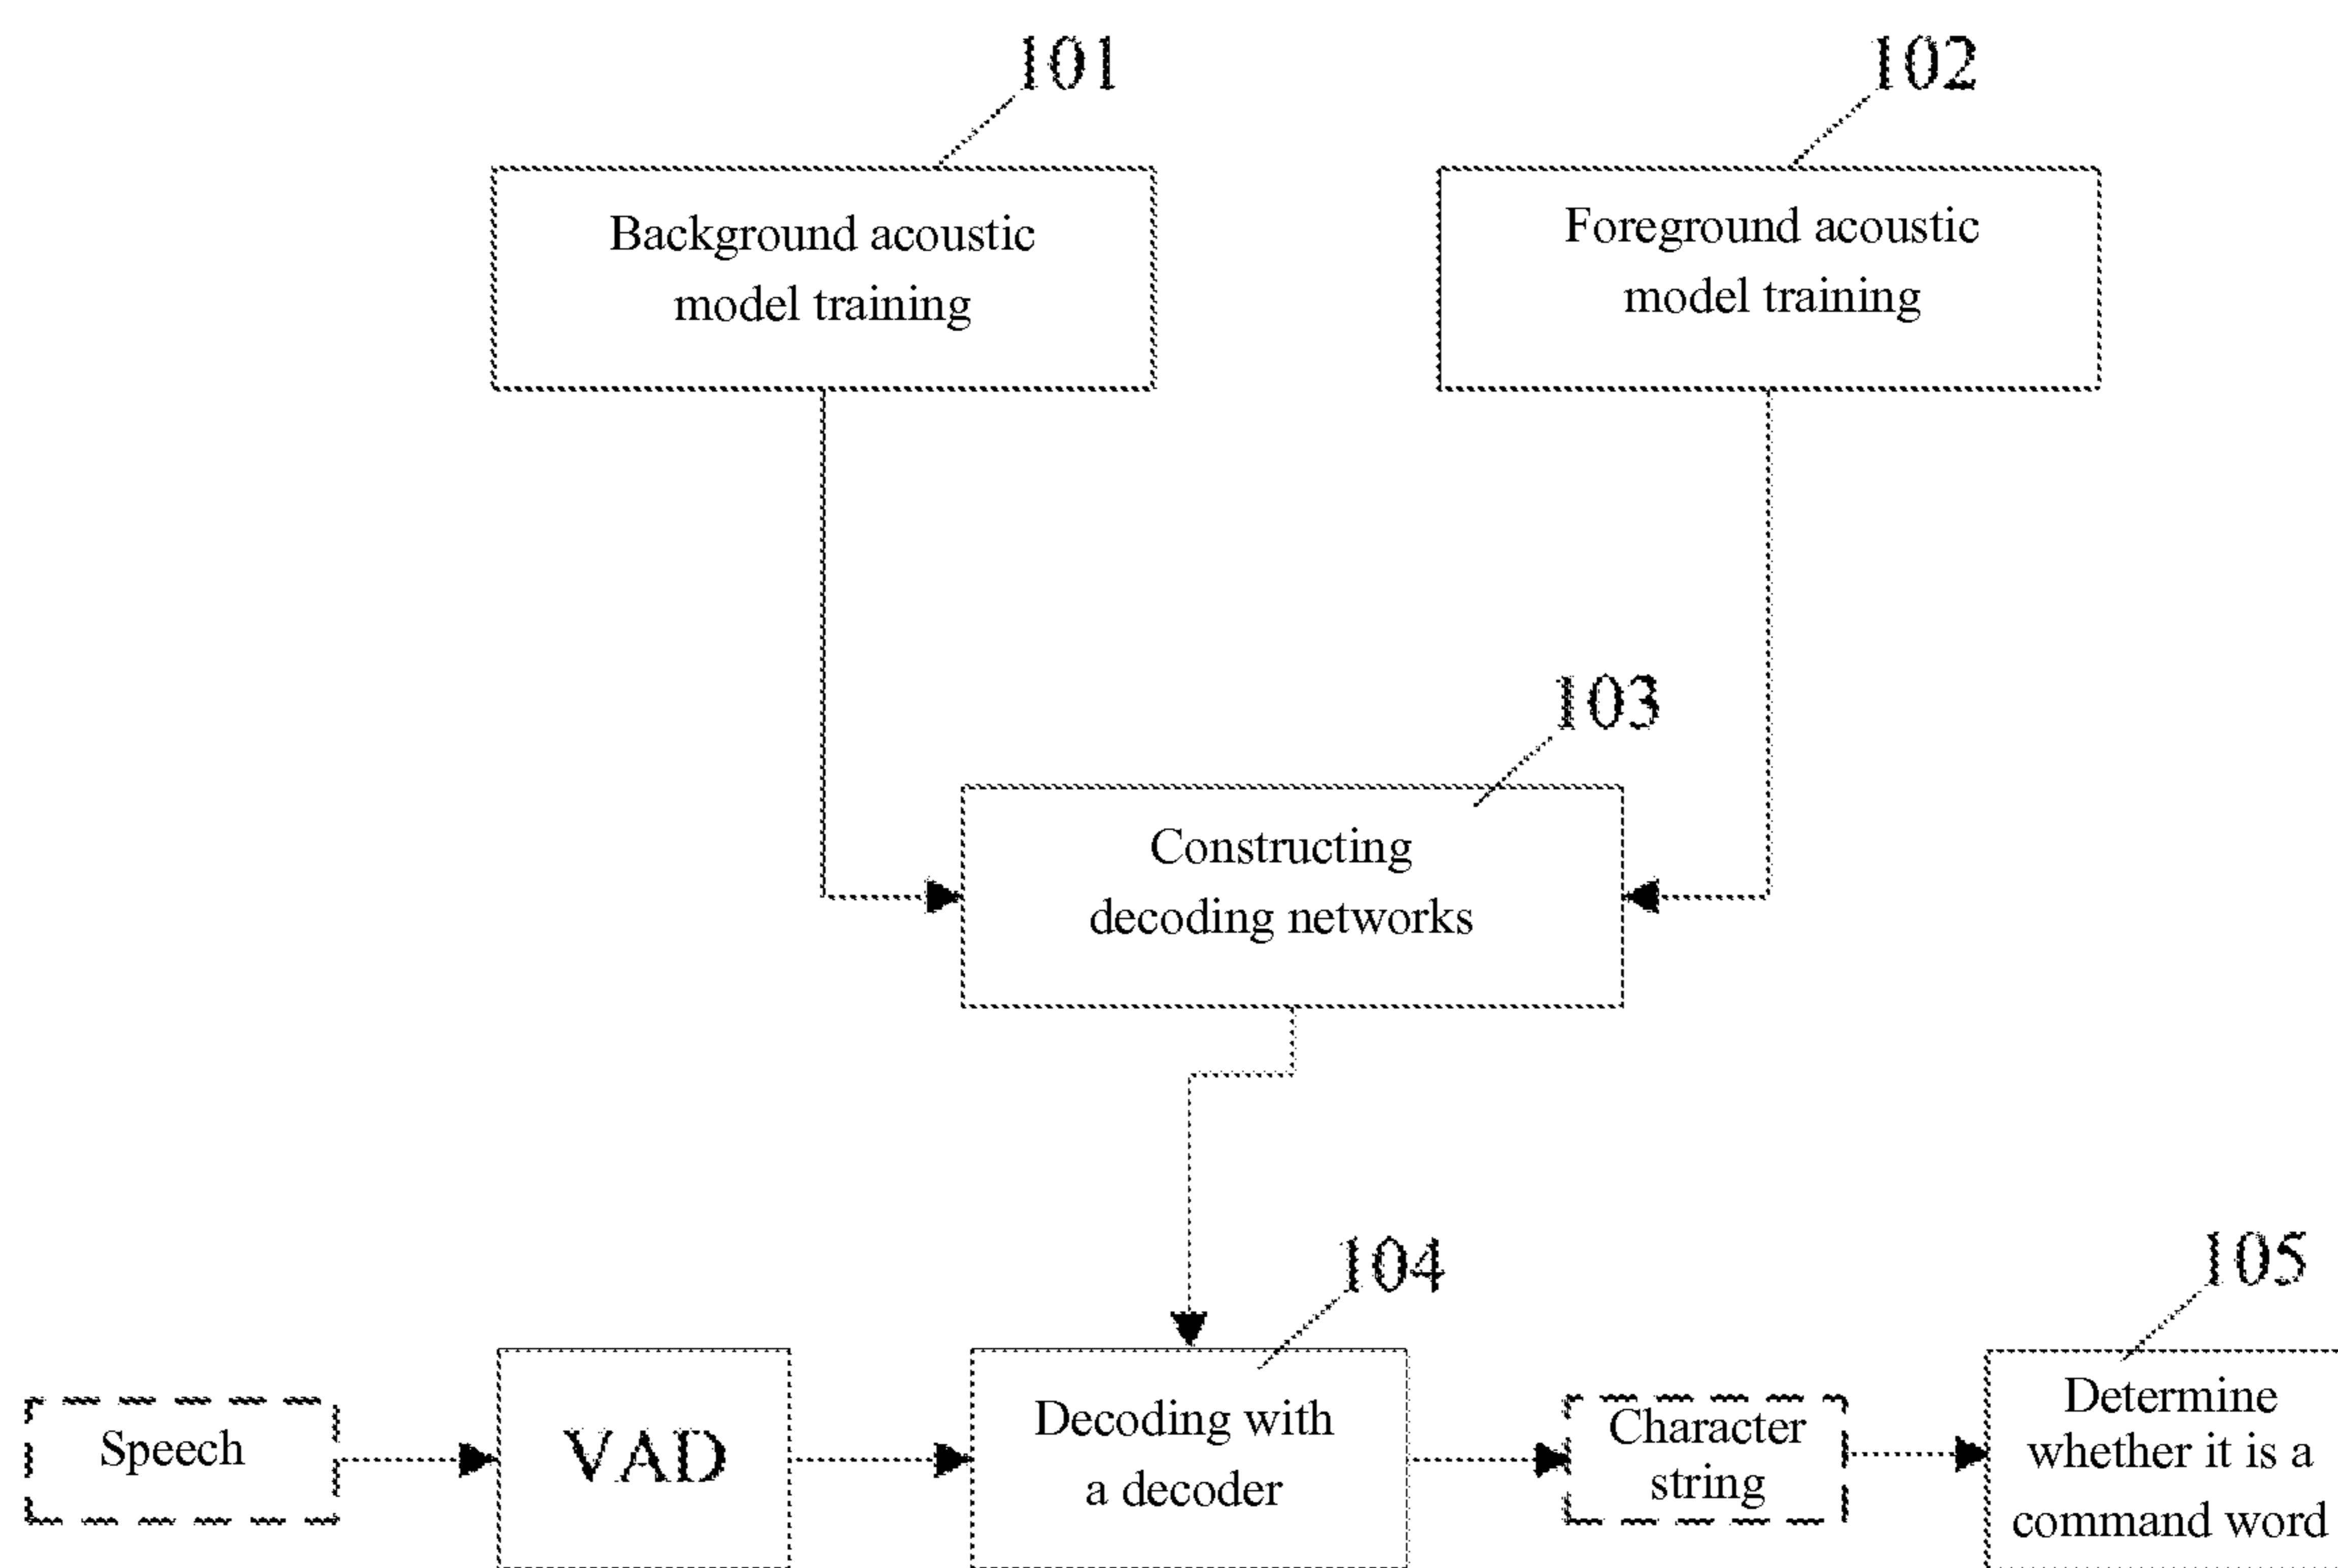 101
102
Background acoustic
model training
Foreground acoustic
model training
103
Constructing
decoding networks
104
105
Speech
VAD
Decoding with
a decoder
Character
string
Determine
whether it is a
command word